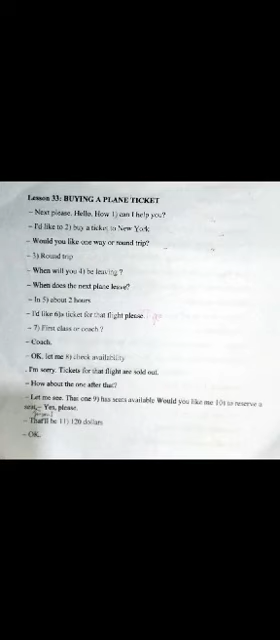 Lesson 33: BUYING A PLANE TICKET
- Next please. Hello. How 1) can I help you?
- I'd like to 2) buy a ticket to New York
- Would you like one way or round trip?
- 3) Round trip
- When will you 4) be leaving ?
- When does the next plane leave?
- In 5) about 2 hours
- I'd like 6)a ticket for that flight please
- 7) First class or coach ?
- Coach.
- OK, let me 8) check availability
. I'm sorry. Tickets for that flight are sold out.
- How about the one after that?
- Let me see. That one 9) has seats available Would you like me 10) to reserve a
seat,- Yes, please.
- That'll be 11) 120 dollars
- OK.